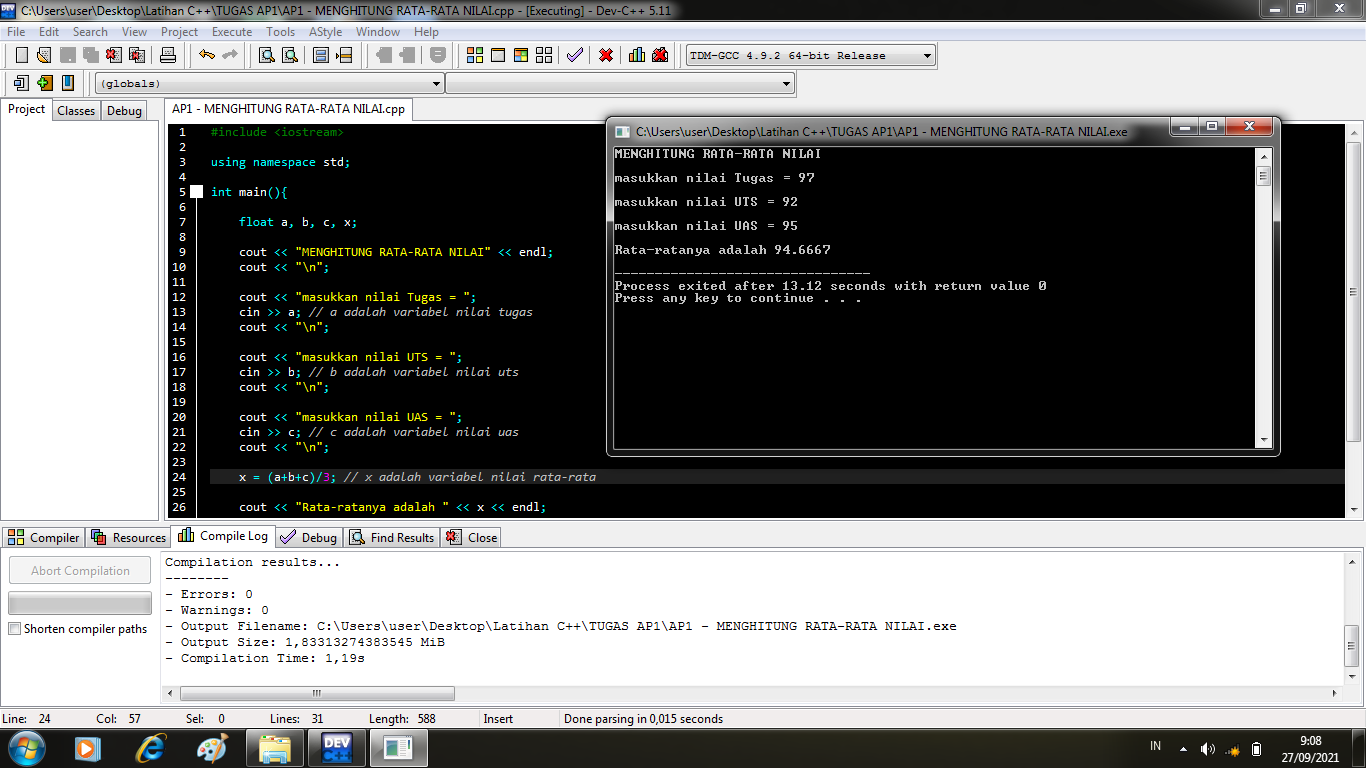 C:\Users\user\Desktop\Latihan C++\TUGAS AP1\AP1 - MENGHITUNG RATA-RATA NILAI.cpp - [Executing] - Dev-C++ 5.11
File Edit Search View Project Execute Tools AStyle Window Help
TDM-GCC 4.9.2 64-bit Release
(globals)
Project Classes Debug
AP1 - MENGHITUNG RATA-RATA NILAI.cpp
1 #include <iostream>
2
3 using namespace std;
4
5 int main(){
6
7 float a, b, c, x;
8
9 cout << "MENGHITUNG RATA-RATA NILAI" << endl;
10 cout << "\n";
11
12 cout << "masukkan nilai Tugas = ";
13 cin >> a; // a adalah variabel nilai tugas
14 cout << "\n";
15
16 cout << "masukkan nilai UTS = ";
17 cin >> b; // b adalah variabel nilai uts
18 cout << "\n";
19
20 cout << "masukkan nilai UAS = ";
21 cin >> c; // c adalah variabel nilai uas
22 cout << "\n";
23
24 x = (a+b+c)/3; // x adalah variabel nilai rata-rata
25
26 cout << "Rata-ratanya adalah " << x << endl;
C:\Users\user\Desktop\Latihan C++\TUGAS AP1\AP1 - MENGHITUNG RATA-RATA NILAI.exe
MENGHITUNG RATA-RATA NILAI
masukkan nilai Tugas = 97
masukkan nilai UTS = 92
masukkan nilai UAS = 95
Rata-ratanya adalah 94.6667
--------------------------------
Process exited after 13.12 seconds with return value 0
Press any key to continue . . .
Compiler Resources Compile Log Debug Find Results Close
Abort Compilation
Shorten compiler paths
Compilation results...
--------
- Errors: 0
- Warnings: 0
- Output Filename: C:\Users\user\Desktop\Latihan C++\TUGAS AP1\AP1 - MENGHITUNG RATA-RATA NILAI.exe
- Output Size: 1,83313274383545 MiB
- Compilation Time: 1,19s
Line: 24 Col: 57 Sel: 0 Lines: 31 Length: 588 Insert Done parsing in 0,015 seconds
DEV C++
IN
9:08
27/09/2021